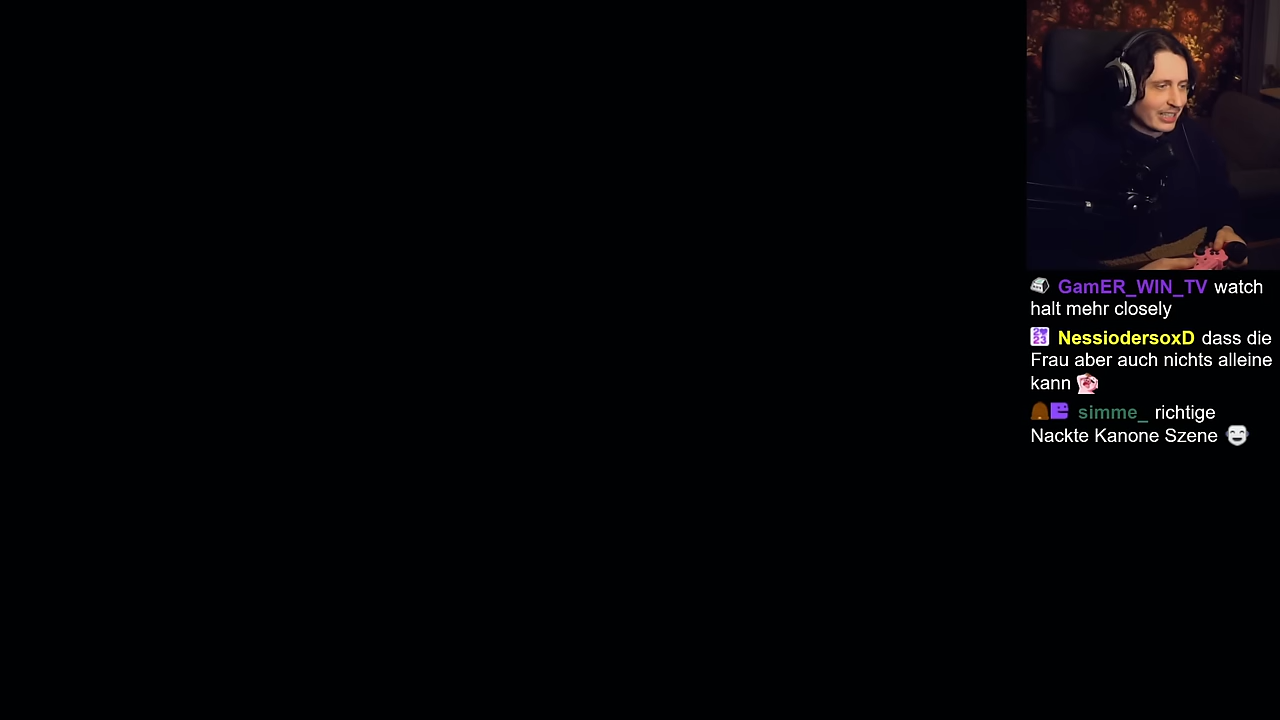 GamER_WIN_TV watch
halt mehr closely
NessiodersoxD dass die
Frau aber auch nichts alleine
kann
simme_ richtige
Nackte Kanone Szene